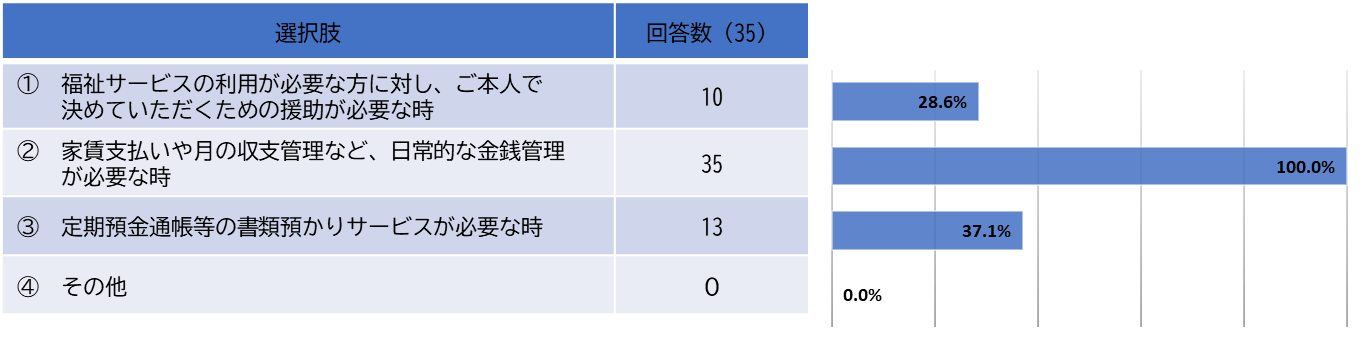 選択肢 回答数（35）
① 福祉サービスの利用が必要な方に対し、ご本人で
決めていただくための援助が必要な時 10 28.6%
② 家賃支払いや月の収支管理など、日常的な金銭管理
が必要な時 35 100.0%
③ 定期預金通帳等の書類預かりサービスが必要な時 13 37.1%
④ その他 0 0.0%